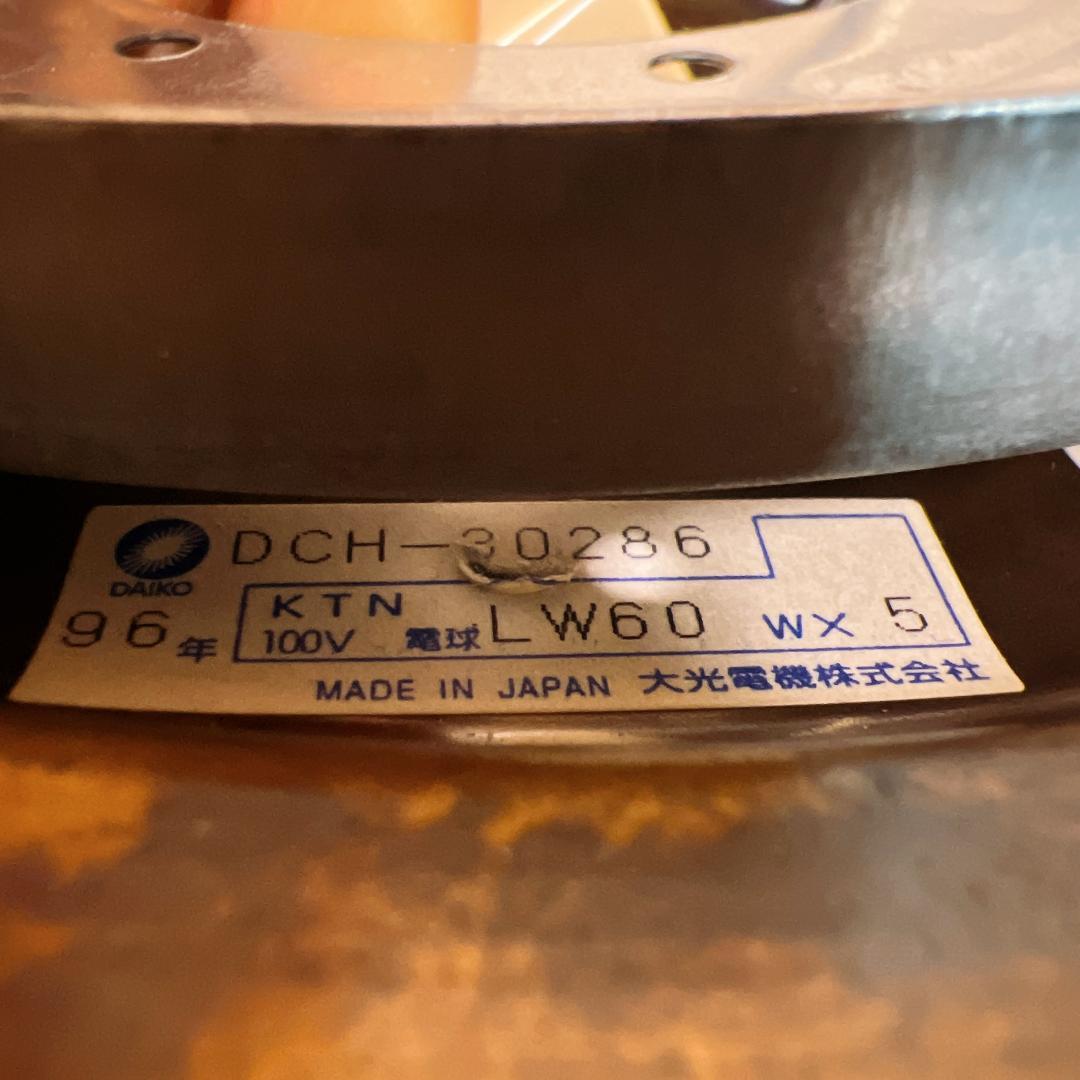 DCH-30286
DAIKO
96年
KTN
100V 電球 LW60 WX 5
MADE IN JAPAN 大光電機株式会社